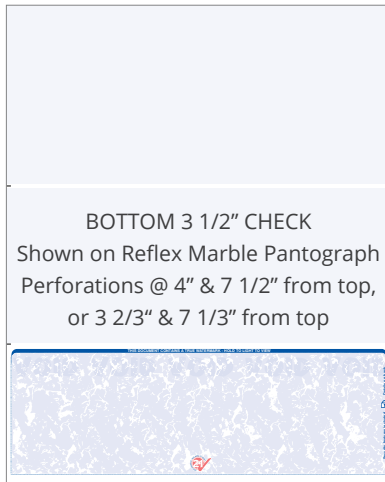 BOTTOM 3 1/2” CHECK
Shown on Reflex Marble Pantograph
Perforations @ 4” & 7 1/2” from top,
or 3 2/3“ & 7 1/3” from top
THIS DOCUMENT CONTAINS A TRUE WATERMARK - HOLD TO LIGHT TO VIEW